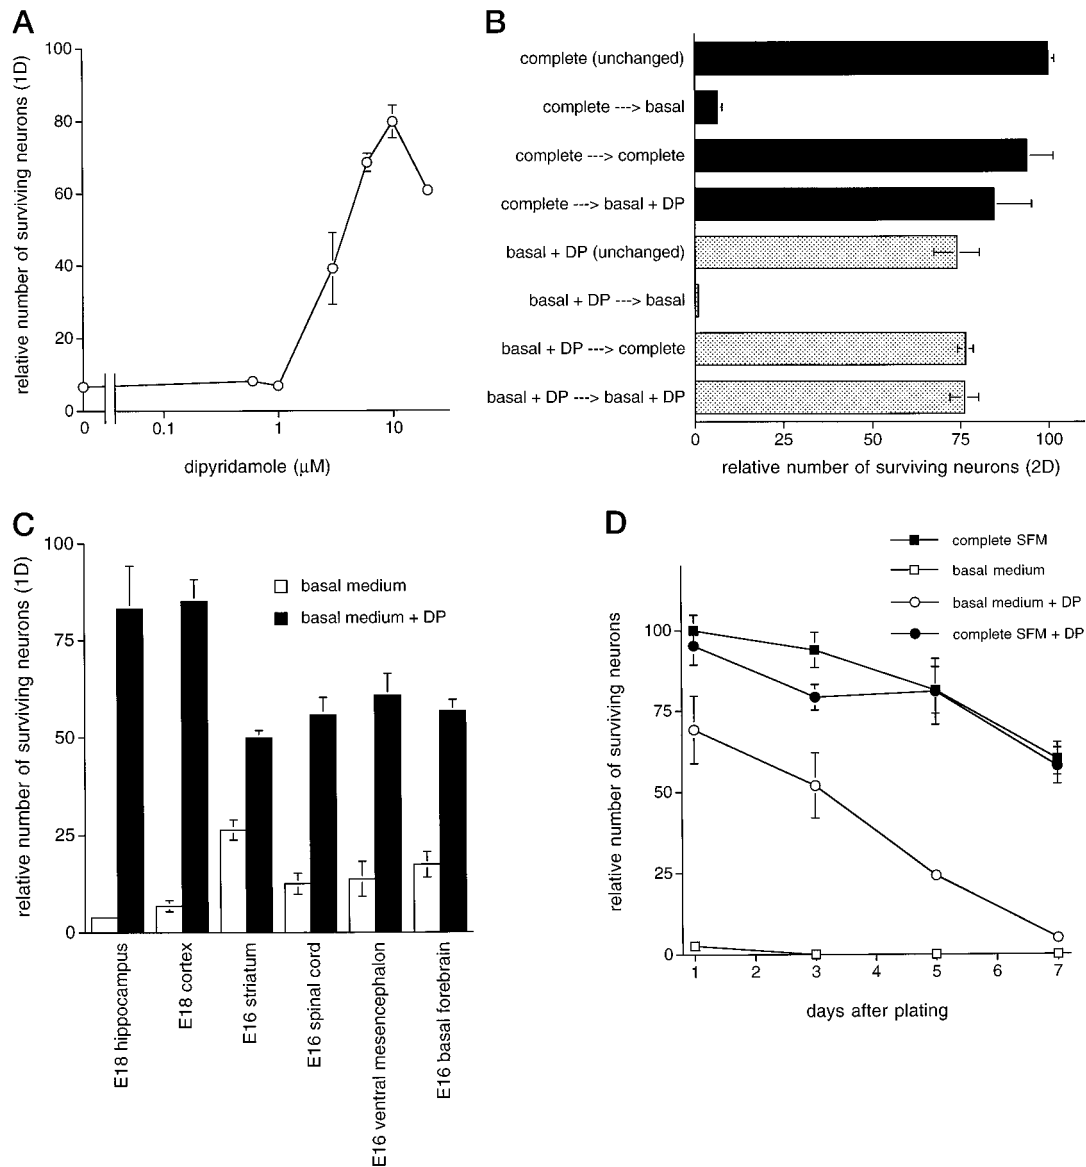 A
relative number of surviving neurons (1D)
100
80
60
40
20
0
0
0.1
1
10
dipyridamole (μM)
B
complete (unchanged)
complete ---> basal
complete ---> complete
complete ---> basal + DP
basal + DP (unchanged)
basal + DP ---> basal
basal + DP ---> complete
basal + DP ---> basal + DP
0
25
50
75
100
relative number of surviving neurons (2D)
C
relative number of surviving neurons (1D)
100
75
50
25
0
basal medium
basal medium + DP
E18 hippocampus
E18 cortex
E16 striatum
E16 spinal cord
E16 ventral mesencephalon
E16 basal forebrain
D
complete SFM
basal medium
basal medium + DP
complete SFM + DP
relative number of surviving neurons
100
75
50
25
0
1
2
3
4
5
6
7
days after plating